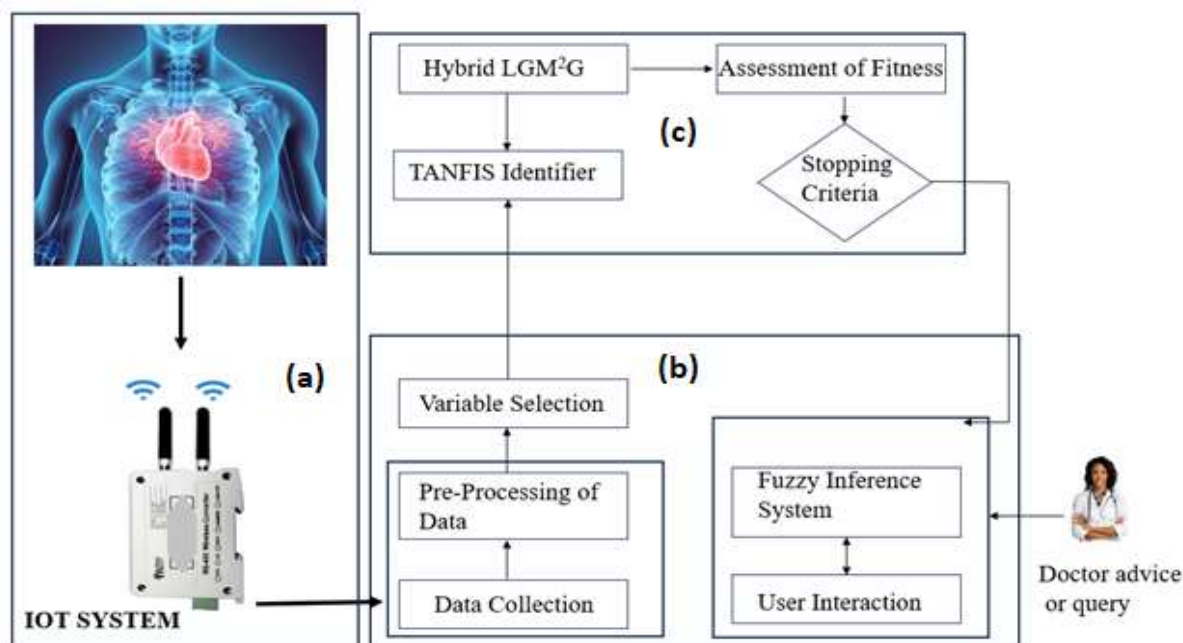 Hybrid LGM²G
Assessment of Fitness
(c)
TANFIS Identifier
Stopping
Criteria
(a)
(b)
Variable Selection
Pre-Processing of
Data
Fuzzy Inference
System
Data Collection
User Interaction
Doctor advice
or query
IOT SYSTEM